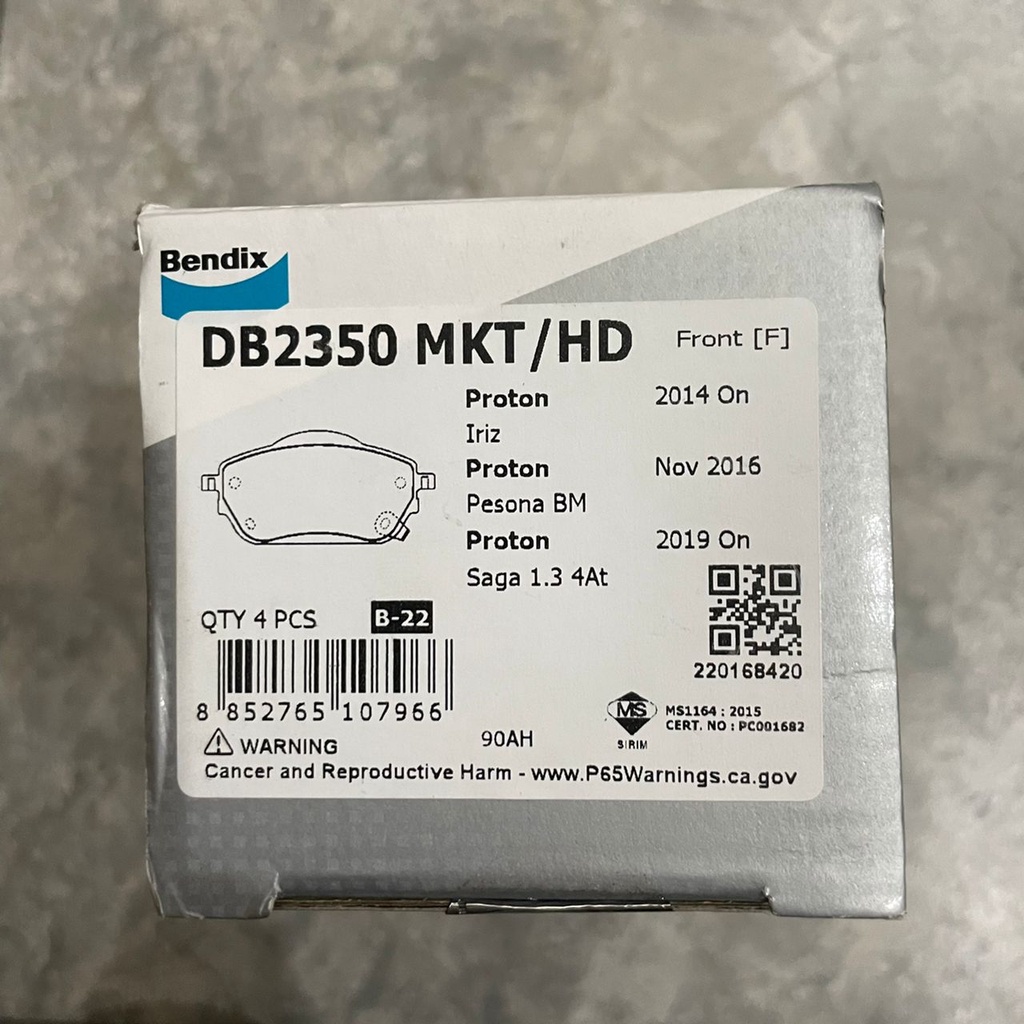 Bendix
DB2350 MKT/HD Front [F]
Proton 2014 On
Iriz
Proton Nov 2016
Pesona BM
Proton 2019 On
Saga 1.3 4At
QTY 4 PCS B-22
220168420
8 852765 107966
MS
SIRIM
MS1164 : 2015
CERT. NO : PC001682
WARNING
90AH
Cancer and Reproductive Harm - www.P65Warnings.ca.gov